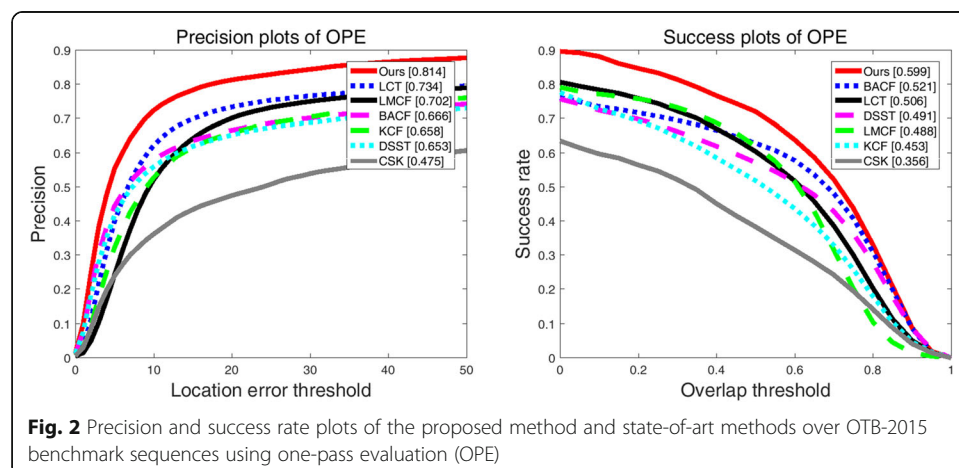 Precision plots of OPE
0.9
0.8
0.7
0.6
0.5
0.4
0.3
0.2
0.1
0
Precision
Ours [0.814]
LCT [0.734]
LMCF [0.702]
BACF [0.666]
KCF [0.658]
DSST [0.653]
CSK [0.475]
0 10 20 30 40 50
Location error threshold
Success plots of OPE
0.9
0.8
0.7
0.6
0.5
0.4
0.3
0.2
0.1
0
Success rate
Ours [0.599]
BACF [0.521]
LCT [0.506]
DSST [0.491]
LMCF [0.488]
KCF [0.453]
CSK [0.356]
0 0.2 0.4 0.6 0.8 1
Overlap threshold
Fig. 2 Precision and success rate plots of the proposed method and state-of-art methods over OTB-2015
benchmark sequences using one-pass evaluation (OPE)